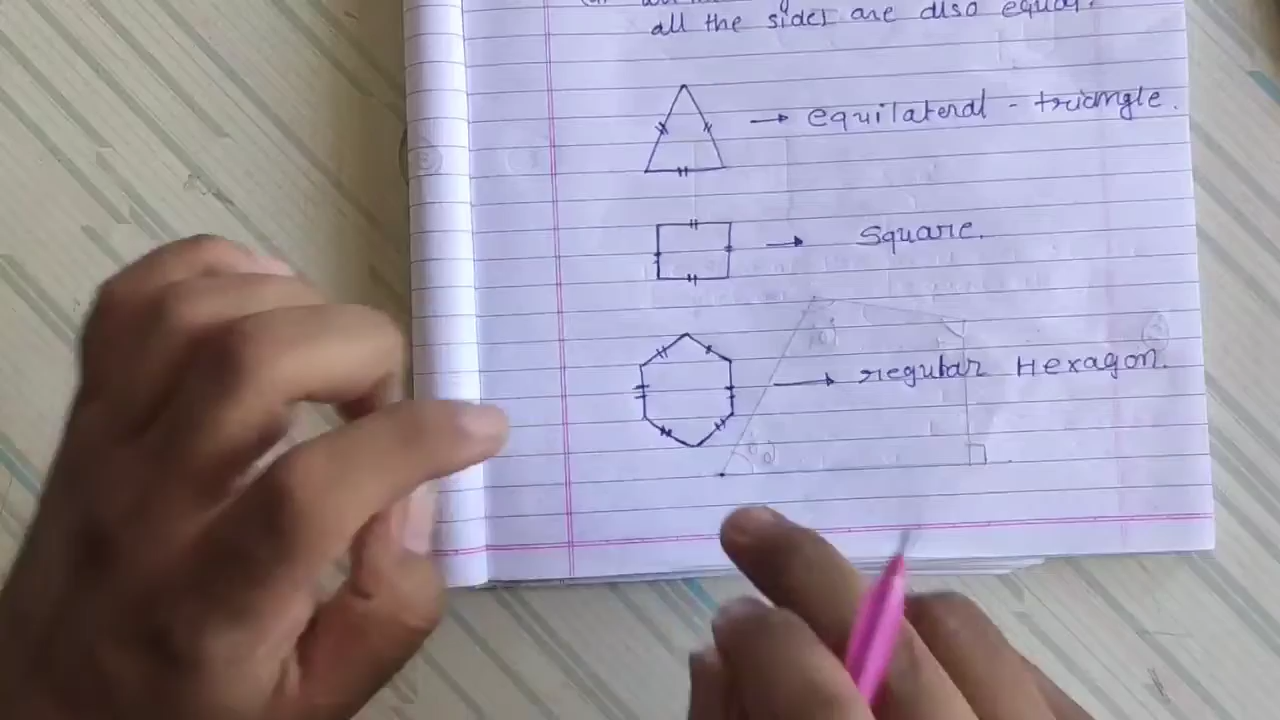 all the sides are also equal.
→ equilateral - triangle.
→ square.
→ regular Hexagon.